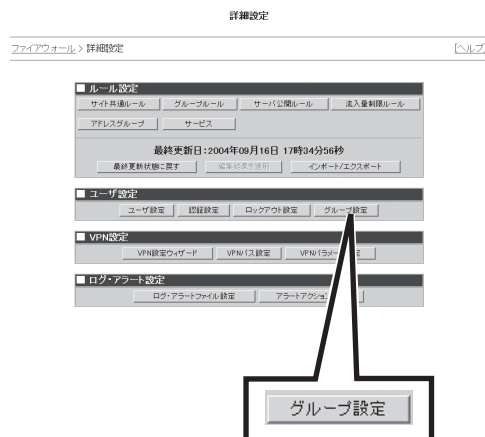 詳細設定
ファイアウォール > 詳細設定 [ヘルプ]
■ ルール設定
サイト共通ルール グループルール サーバ公開ルール 流入量制限ルール
アドレスグループ サービス
最終更新日:2004年09月16日 17時34分56秒
最終更新状態に戻す 編集結果を適用 インポート/エクスポート
■ ユーザ設定
ユーザ設定 認証設定 ロックアウト設定 グループ設定
■ VPN設定
VPN設定ウィザード VPNパス設定 VPNパラメー
■ ログ・アラート設定
ログ・アラートファイル設定 アラートアクショ
グループ設定